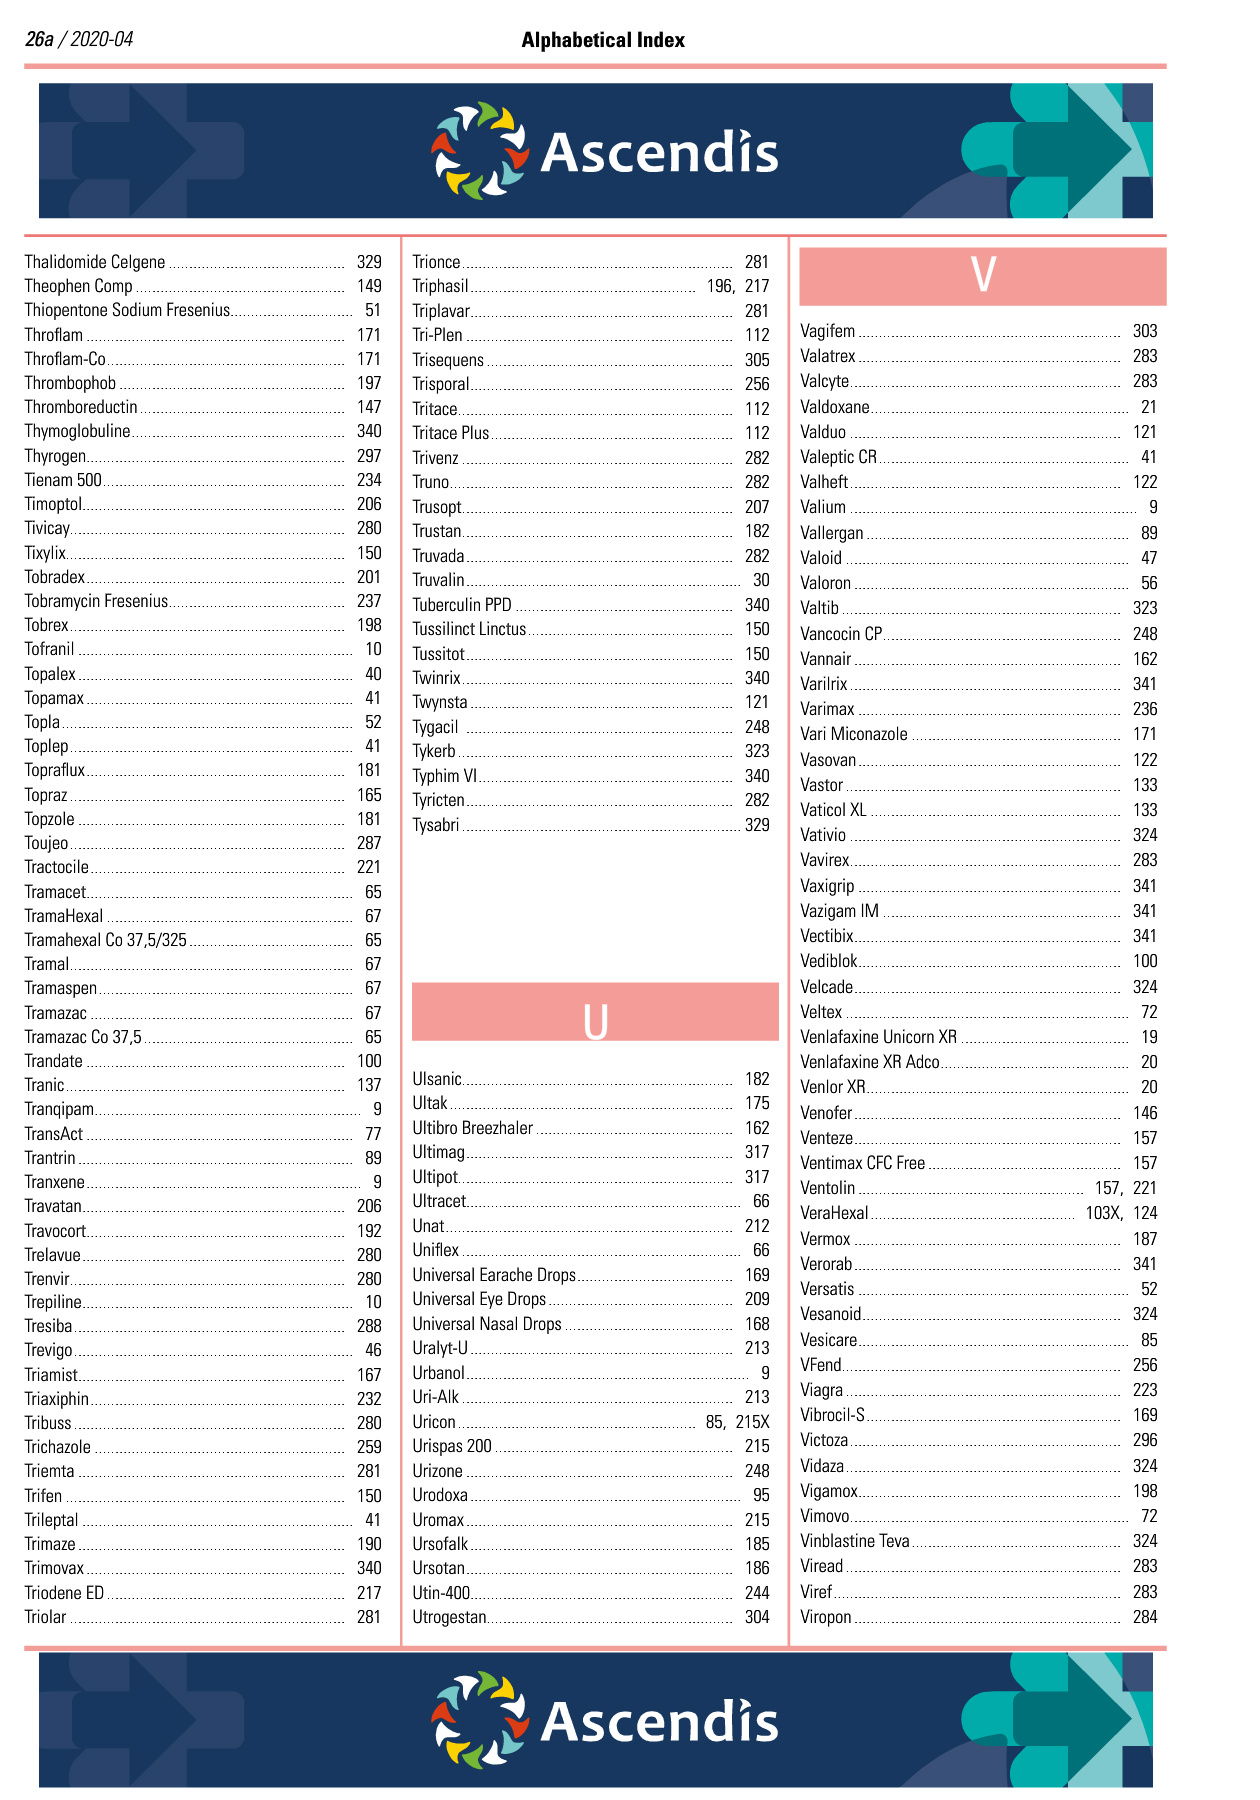 26a / 2020-04
Alphabetical Index
Ascendis
Thalidomide Celgene 329
Theophen Comp 149
Thiopentone Sodium Fresenius 51
Throflam 171
Throflam-Co 171
Thrombophob 197
Thromboreductin 147
Thymoglobuline 340
Thyrogen 297
Tienam 500 234
Timoptol 206
Tivicay 280
Tixylix 150
Tobradex 201
Tobramycin Fresenius 237
Tobrex 198
Tofranil 10
Topalex 40
Topamax 41
Topla 52
Toplep 41
Topraflux 181
Topraz 165
Topzole 181
Toujeo 287
Tractocile 221
Tramacet 65
TramaHexal 67
Tramahexal Co 37,5/325 65
Tramal 67
Tramaspen 67
Tramazac 67
Tramazac Co 37,5 65
Trandate 100
Tranic 137
Tranqipam 9
TransAct 77
Trantrin 89
Tranxene 9
Travatan 206
Travocort 192
Trelavue 280
Trenvir 280
Trepiline 10
Tresiba 288
Trevigo 46
Triamist 167
Triaxiphin 232
Tribuss 280
Trichazole 259
Triemta 281
Trifen 150
Trileptal 41
Trimaze 190
Trimovax 340
Triodene ED 217
Triolar 281
Trionce 281
Triphasil 196, 217
Triplavar 281
Tri-Plen 112
Trisequens 305
Trisporal 256
Tritace 112
Tritace Plus 112
Trivenz 282
Truno 282
Trusopt 207
Trustan 182
Truvada 282
Truvalin 30
Tuberculin PPD 340
Tussilinct Linctus 150
Tussitot 150
Twinrix 340
Twynsta 121
Tygacil 248
Tykerb 323
Typhim VI 340
Tyricten 282
Tysabri 329
U
Ulsanic 182
Ultak 175
Ultibro Breezhaler 162
Ultimag 317
Ultipot 317
Ultracet 66
Unat 212
Uniflex 66
Universal Earache Drops 169
Universal Eye Drops 209
Universal Nasal Drops 168
Uralyt-U 213
Urbanol 9
Uri-Alk 213
Uricon 85, 215X
Urispas 200 215
Urizone 248
Urodoxa 95
Uromax 215
Ursofalk 185
Ursotan 186
Utin-400 244
Utrogestan 304
V
Vagifem 303
Valatrex 283
Valcyte 283
Valdoxane 21
Valduo 121
Valeptic CR 41
Valheft 122
Valium 9
Vallergan 89
Valoid 47
Valoron 56
Valtib 323
Vancocin CP 248
Vannair 162
Varilrix 341
Varimax 236
Vari Miconazole 171
Vasovan 122
Vastor 133
Vaticol XL 133
Vativio 324
Vavirex 283
Vaxigrip 341
Vazigam IM 341
Vectibix 341
Vediblok 100
Velcade 324
Veltex 72
Venlafaxine Unicorn XR 19
Venlafaxine XR Adco 20
Venlor XR 20
Venofer 146
Venteze 157
Ventimax CFC Free 157
Ventolin 157, 221
VeraHexal 103X, 124
Vermox 187
Verorab 341
Versatis 52
Vesanoid 324
Vesicare 85
VFend 256
Viagra 223
Vibrocil-S 169
Victoza 296
Vidaza 324
Vigamox 198
Vimovo 72
Vinblastine Teva 324
Viread 283
Viref 283
Viropon 284
Ascendis